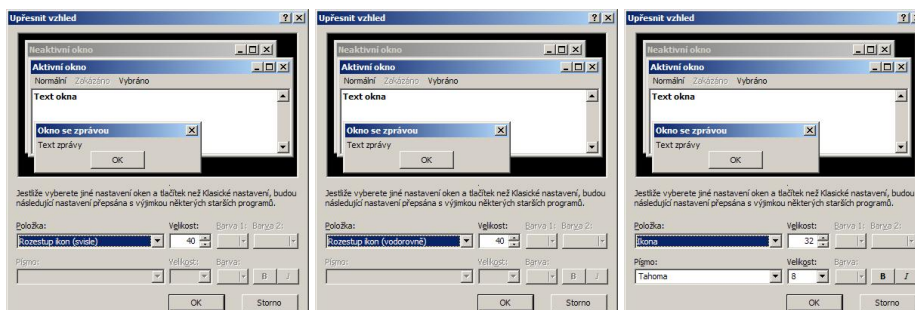 Upřesnit vzhled
Neaktivní okno
Aktivní okno
Normální Zakázáno Vybráno
Text okna
Okno se zprávou
Text zprávy
OK
Jestliže vyberete jiné nastavení oken a tlačítek než Klasické nastavení, budou
následující nastavení přepsána s výjimkou některých starších programů.
Položka: Velikost: Barva 1: Barva 2:
Rozestup ikon (svisle) 40
Písmo: Velikost: Barva:
B I
OK Storno
Upřesnit vzhled
Neaktivní okno
Aktivní okno
Normální Zakázáno Vybráno
Text okna
Okno se zprávou
Text zprávy
OK
Jestliže vyberete jiné nastavení oken a tlačítek než Klasické nastavení, budou
následující nastavení přepsána s výjimkou některých starších programů.
Položka: Velikost: Barva 1: Barva 2:
Rozestup ikon (vodorovně) 40
Písmo: Velikost: Barva:
B I
OK Storno
Upřesnit vzhled
Neaktivní okno
Aktivní okno
Normální Zakázáno Vybráno
Text okna
Okno se zprávou
Text zprávy
OK
Jestliže vyberete jiné nastavení oken a tlačítek než Klasické nastavení, budou
následující nastavení přepsána s výjimkou některých starších programů.
Položka: Velikost: Barva 1: Barva 2:
Ikona 32
Písmo: Velikost: Barva:
Tahoma 8 B I
OK Storno